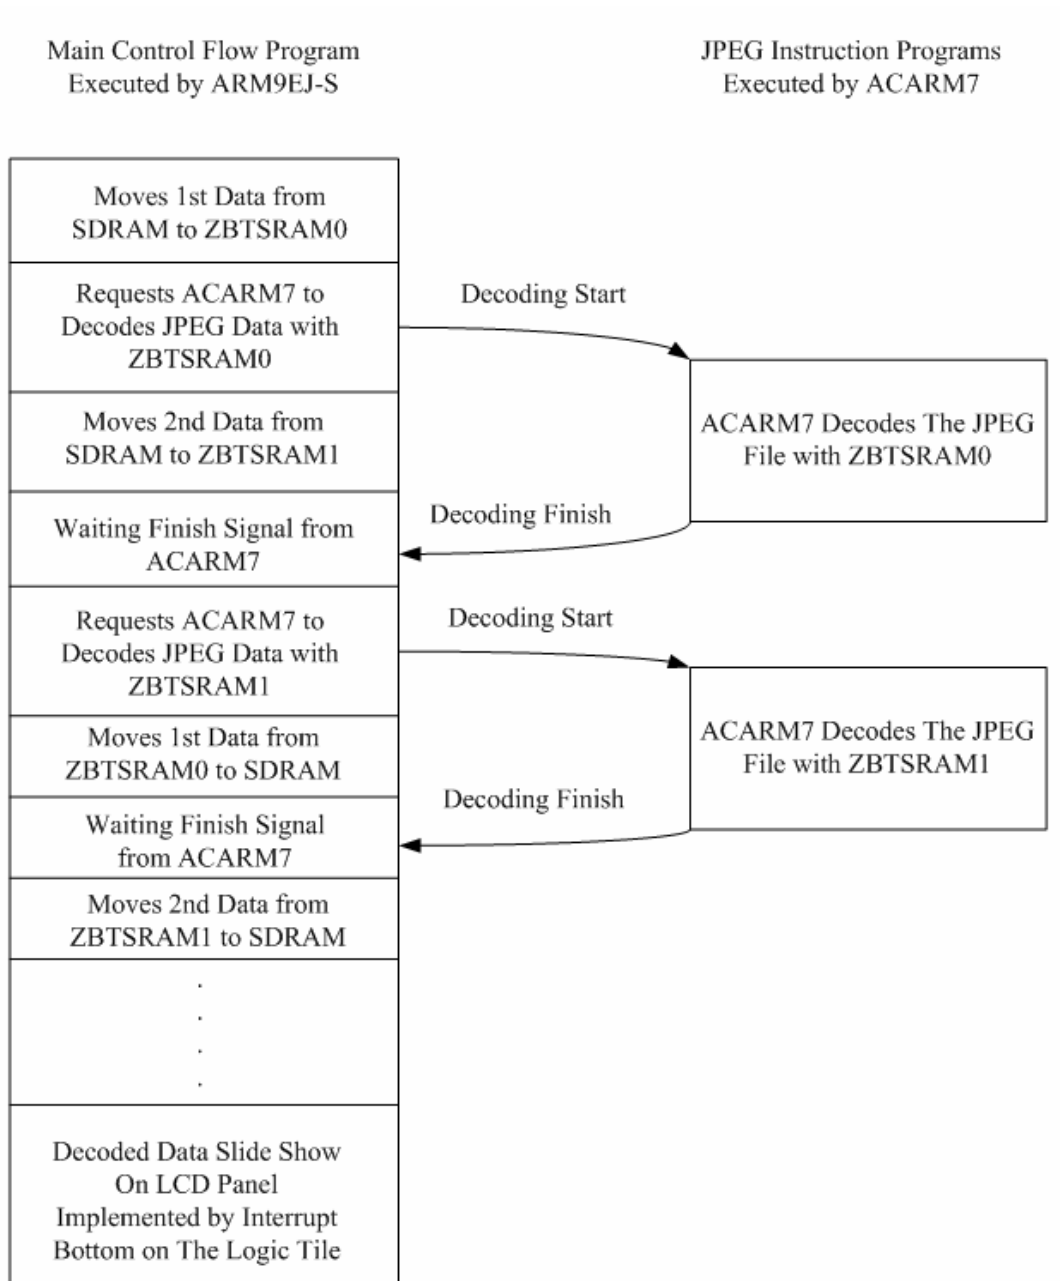 Main Control Flow Program
Executed by ARM9EJ-S
JPEG Instruction Programs
Executed by ACARM7
Moves 1st Data from
SDRAM to ZBTSRAM0
Requests ACARM7 to
Decodes JPEG Data with
ZBTSRAM0
Decoding Start
ACARM7 Decodes The JPEG
File with ZBTSRAM0
Moves 2nd Data from
SDRAM to ZBTSRAM1
Decoding Finish
Waiting Finish Signal from
ACARM7
Requests ACARM7 to
Decodes JPEG Data with
ZBTSRAM1
Decoding Start
ACARM7 Decodes The JPEG
File with ZBTSRAM1
Moves 1st Data from
ZBTSRAM0 to SDRAM
Decoding Finish
Waiting Finish Signal
from ACARM7
Moves 2nd Data from
ZBTSRAM1 to SDRAM
.
.
.
.
Decoded Data Slide Show
On LCD Panel
Implemented by Interrupt
Bottom on The Logic Tile